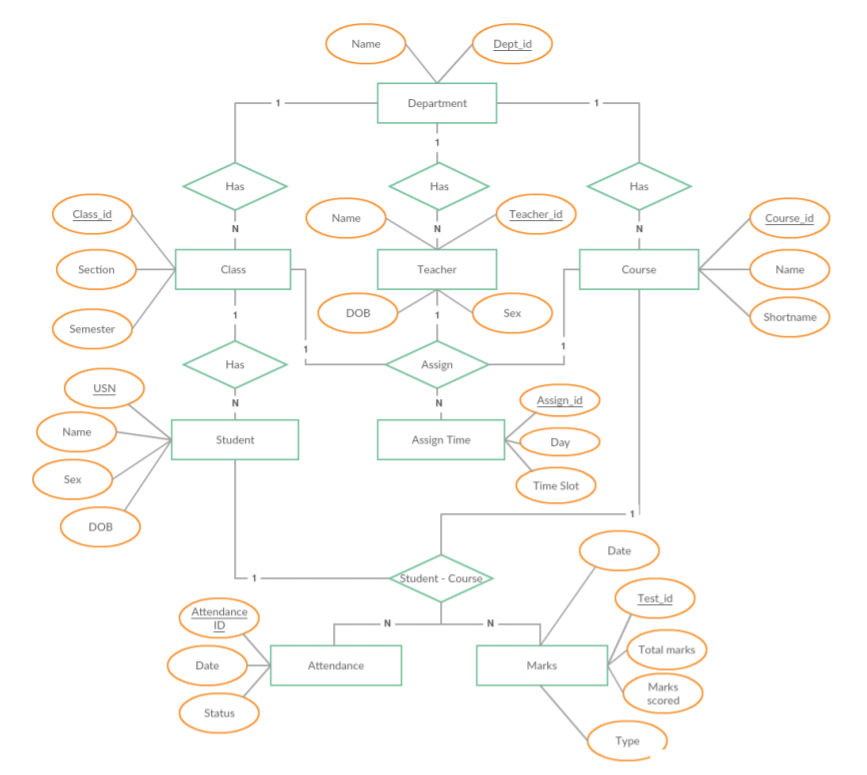 Name
Dept_id
Department
1
1
1
Has
Has
Has
Class_id
Name
Teacher_id
Course_id
N
N
N
Section
Class
Teacher
Course
Name
Semester
DOB
Sex
Shortname
1
1
1
1
Has
Assign
USN
N
N
Assign_id
Name
Student
Assign Time
Day
Sex
Time Slot
DOB
1
Date
1
Student - Course
Attendance
ID
Test_id
N
N
Total marks
Date
Attendance
Marks
Marks
scored
Status
Type